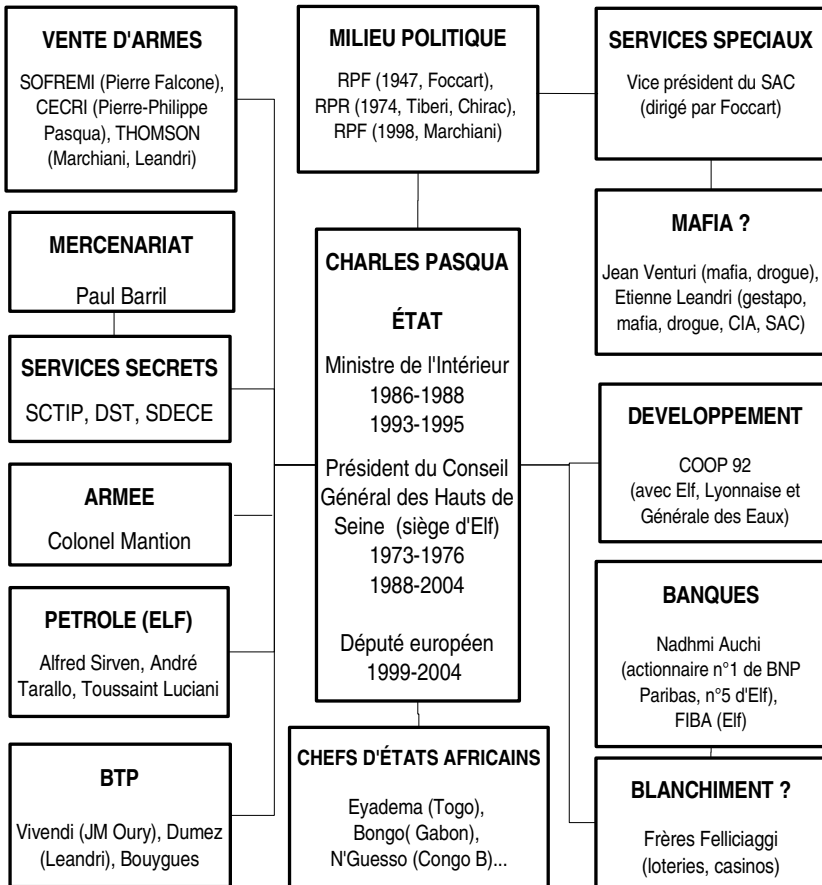 VENTE D'ARMES
SOFREMI (Pierre Falcone),
CECRI (Pierre-Philippe
Pasqua), THOMSON
(Marchiani, Leandri)
MERCENARIAT
Paul Barril
SERVICES SECRETS
SCTIP, DST, SDECE
ARMEE
Colonel Mantion
PETROLE (ELF)
Alfred Sirven, André
Tarallo, Toussaint Luciani
BTP
Vivendi (JM Oury), Dumez
(Leandri), Bouygues
MILIEU POLITIQUE
RPF (1947, Foccart),
RPR (1974, Tiberi, Chirac),
RPF (1998, Marchiani)
CHARLES PASQUA
ÉTAT
Ministre de l'Intérieur
1986-1988
1993-1995
Président du Conseil
Général des Hauts de
Seine (siège d'Elf)
1973-1976
1988-2004
Député européen
1999-2004
CHEFS D'ÉTATS AFRICAINS
Eyadema (Togo),
Bongo( Gabon),
N'Guesso (Congo B)...
SERVICES SPECIAUX
Vice président du SAC
(dirigé par Foccart)
MAFIA ?
Jean Venturi (mafia, drogue),
Etienne Leandri (gestapo,
mafia, drogue, CIA, SAC)
DEVELOPPEMENT
COOP 92
(avec Elf, Lyonnaise et
Générale des Eaux)
BANQUES
Nadhmi Auchi
(actionnaire n°1 de BNP
Paribas, n°5 d'Elf),
FIBA (Elf)
BLANCHIMENT ?
Frères Felliciaggi
(loteries, casinos)